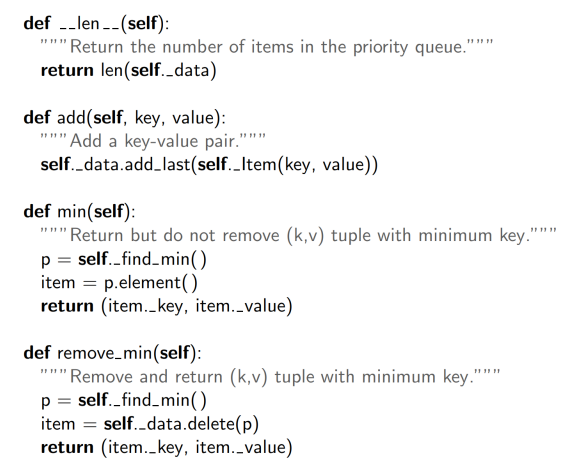 def __len__(self):
"""Return the number of items in the priority queue."""
return len(self._data)
def add(self, key, value):
"""Add a key-value pair."""
self._data.add_last(self._Item(key, value))
def min(self):
"""Return but do not remove (k,v) tuple with minimum key."""
p = self._find_min()
item = p.element()
return (item._key, item._value)
def remove_min(self):
"""Remove and return (k,v) tuple with minimum key."""
p = self._find_min()
item = self._data.delete(p)
return (item._key, item._value)